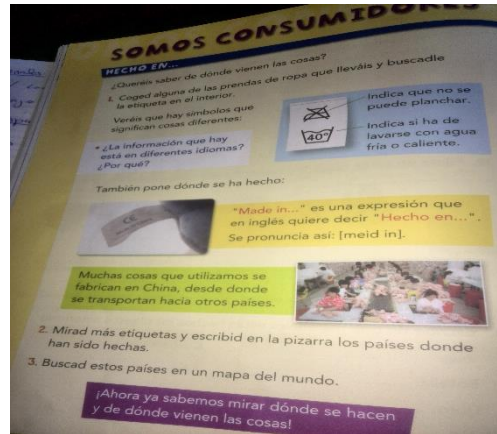 SOMOS CONSUMIDORES
HECHO EN...
¿Queréis saber de dónde vienen las cosas?
1. Coged alguna de las prendas de ropa que lleváis y buscadle
la etiqueta en el interior.
Veréis que hay símbolos que
significan cosas diferentes:
• ¿La información que hay
está en diferentes idiomas?
¿Por qué?
40°
Indica que no se
puede planchar.
Indica si ha de
lavarse con agua
fría o caliente.
También pone dónde se ha hecho:
"Made in..." es una expresión que
en inglés quiere decir "Hecho en...".
Se pronuncia así: [meid in].
Muchas cosas que utilizamos se
fabrican en China, desde donde
se transportan hacia otros países.
2. Mirad más etiquetas y escribid en la pizarra los países donde
han sido hechas.
3. Buscad estos países en un mapa del mundo.
¡Ahora ya sabemos mirar dónde se hacen
y de dónde vienen las cosas!